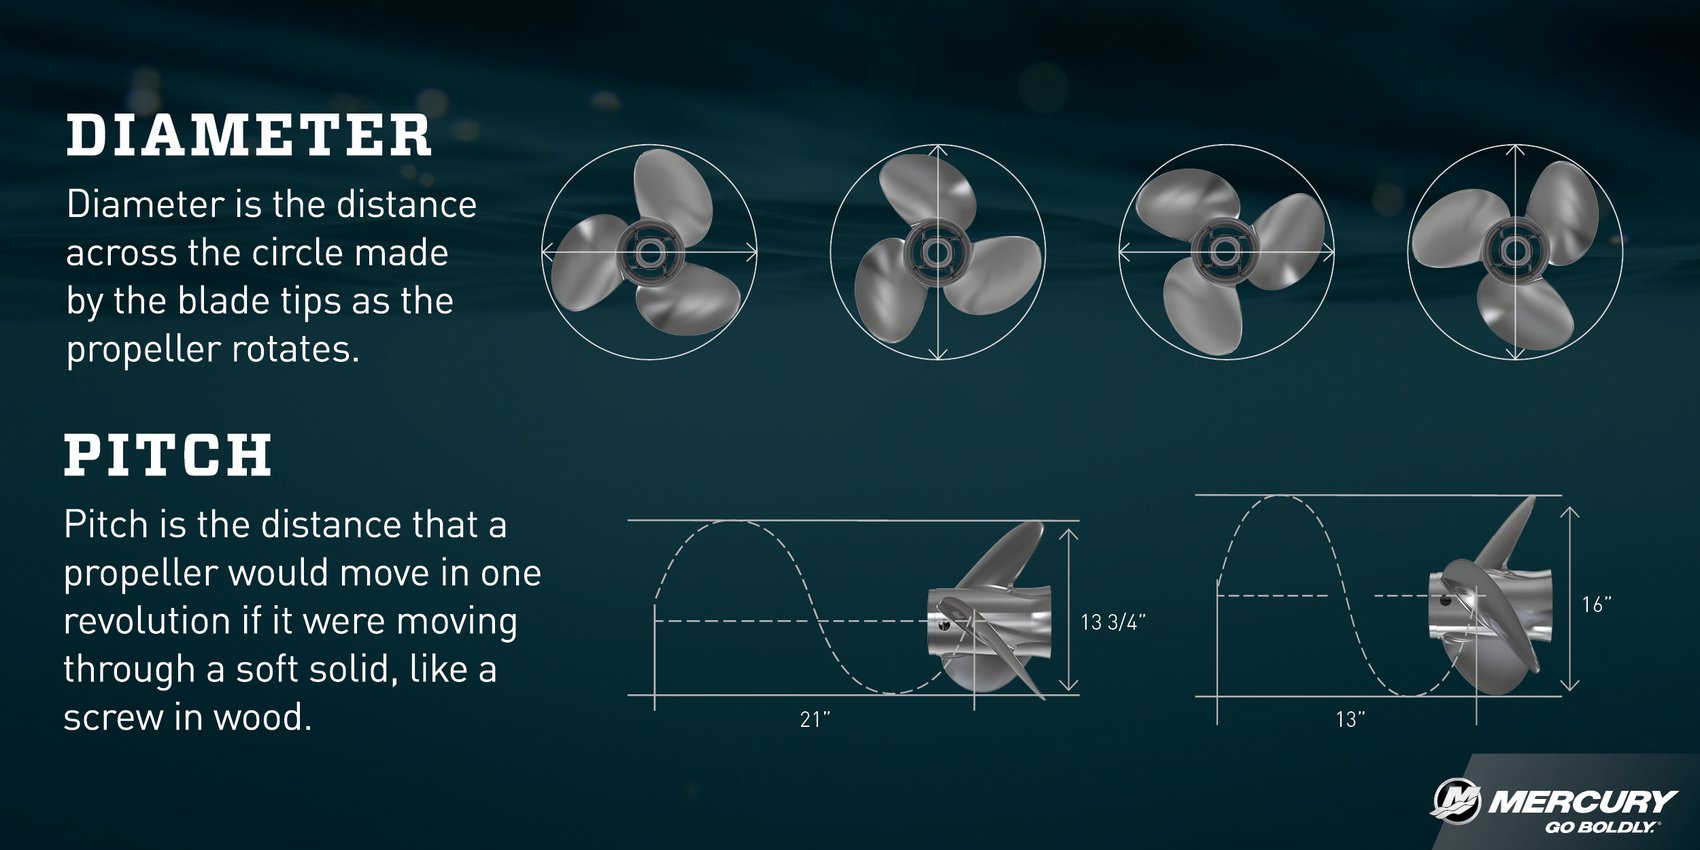 DIAMETER
Diameter is the distance
across the circle made
by the blade tips as the
propeller rotates.
PITCH
Pitch is the distance that a
propeller would move in one
revolution if it were moving
through a soft solid, like a
screw in wood.
13 3/4”
21”
16”
13”
MERCURY
GO BOLDLY.